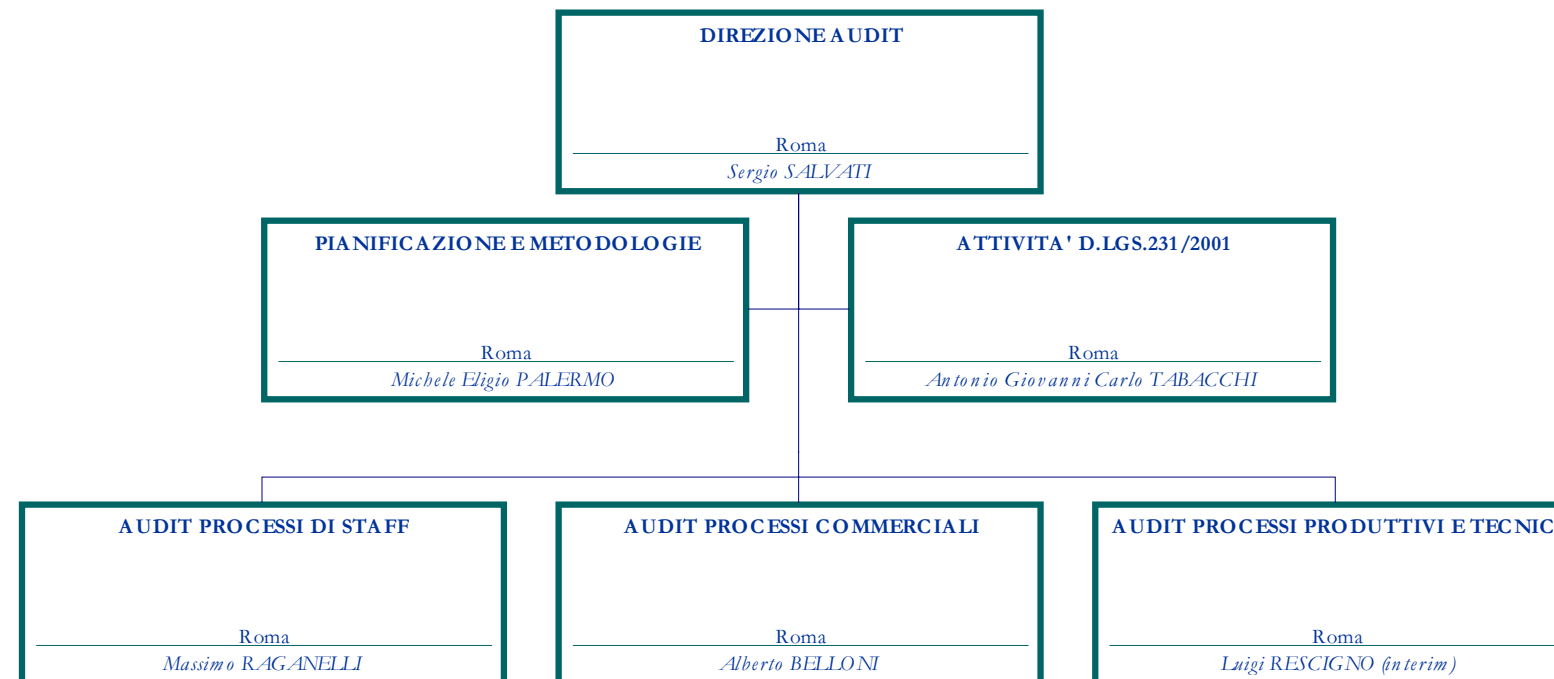 DIREZIONE AUDIT
Roma
Sergio SALVATI
PIANIFICAZIONE E METODOLOGIE
Roma
Michele Eligio PALERMO
ATTIVITA' D.LGS.231/2001
Roma
Antonio Giovanni Carlo TABACCHI
AUDIT PROCESSI DI STAFF
Roma
Massimo RAGANELLI
AUDIT PROCESSI COMMERCIALI
Roma
Alberto BELLONI
AUDIT PROCESSI PRODUTTIVI E TECNIC
Roma
Luigi RESCIGNO (interim)